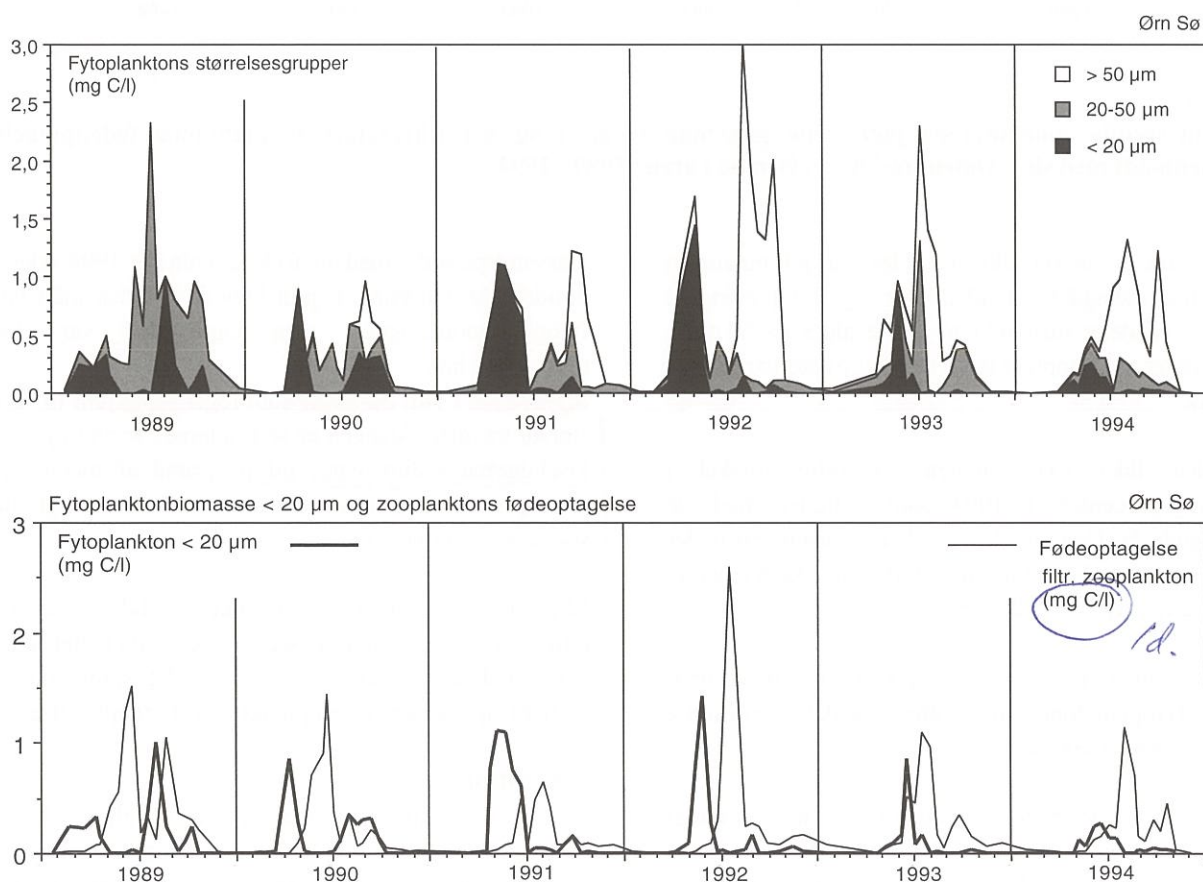 Ørn Sø
Fytoplanktons størrelsesgrupper
(mg C/l)
> 50 µm
20-50 µm
< 20 µm
3,0
2,5
2,0
1,5
1,0
0,5
0,0
1989 1990 1991 1992 1993 1994
Fytoplanktonbiomasse < 20 µm og zooplanktons fødeoptagelse
Ørn Sø
Fytoplankton < 20 µm
(mg C/l)
Fødeoptagelse
filtr. zooplankton
(mg C/l)
/d.
3
2
1
0
1989 1990 1991 1992 1993 1994